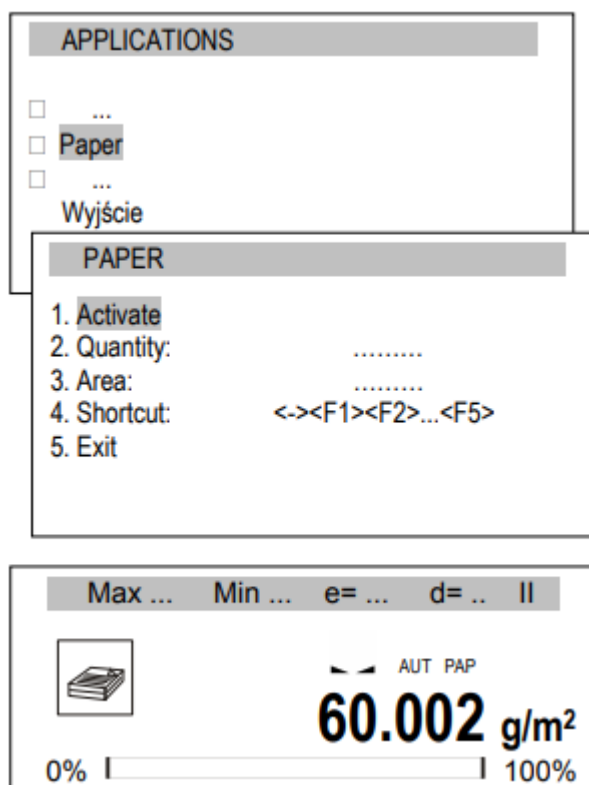 APPLICATIONS
...
Paper
...
Wyjście
PAPER
1. Activate
2. Quantity: .........
3. Area: .........
4. Shortcut: <-><F1><F2>...<F5>
5. Exit
Max ... Min ... e= ... d= .. II
AUT PAP
60.002 g/m²
0% 100%